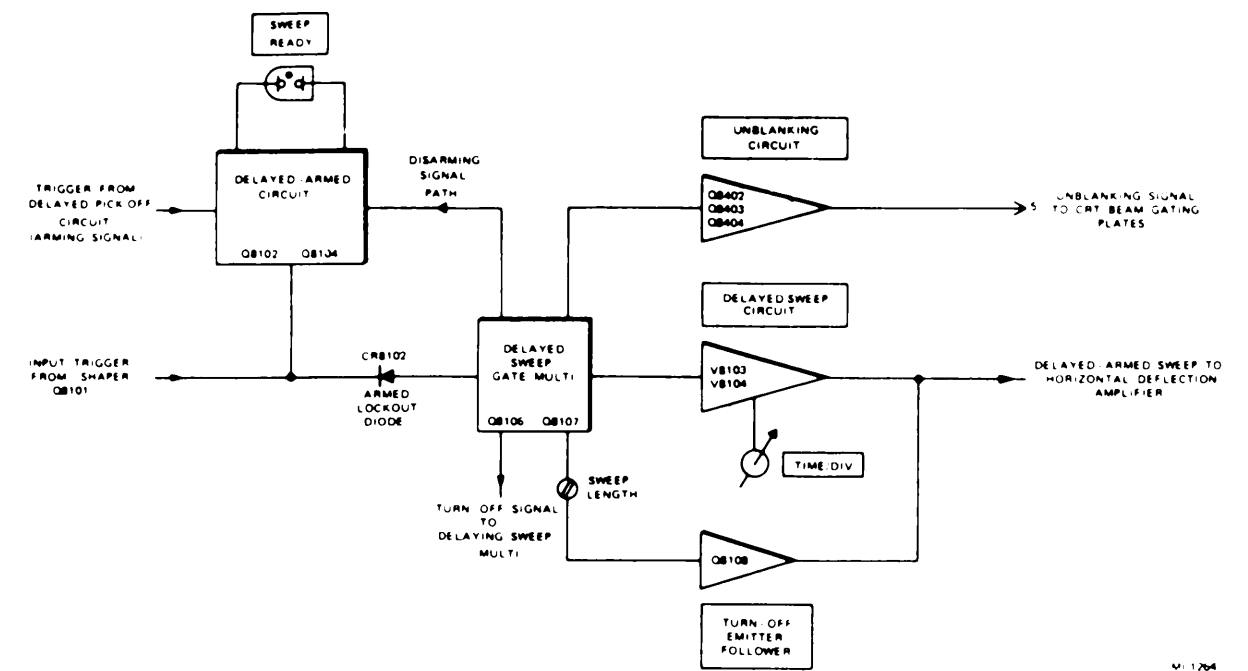 SWEEP
READY
DELAYED-ARMED
CIRCUIT
Q8102 Q8104
TRIGGER FROM
DELAYED PICK OFF
CIRCUIT
(ARMING SIGNAL)
DISARMING
SIGNAL
PATH
UNBLANKING
CIRCUIT
Q8402
Q8403
Q8404
5
UNBLANKING SIGNAL
TO CRT BEAM GATING
PLATES
INPUT TRIGGER
FROM SHAPER
Q8101
CR8102
ARMED
LOCKOUT
DIODE
DELAYED
SWEEP
GATE MULTI
Q8106 Q8107
DELAYED SWEEP
CIRCUIT
V8103
V8104
DELAYED-ARMED SWEEP TO
HORIZONTAL DEFLECTION
AMPLIFIER
TIME/DIV
SWEEP
LENGTH
TURN OFF SIGNAL
TO
DELAYING SWEEP
MULTI
Q8108
TURN-OFF
EMITTER
FOLLOWER
MI 1264